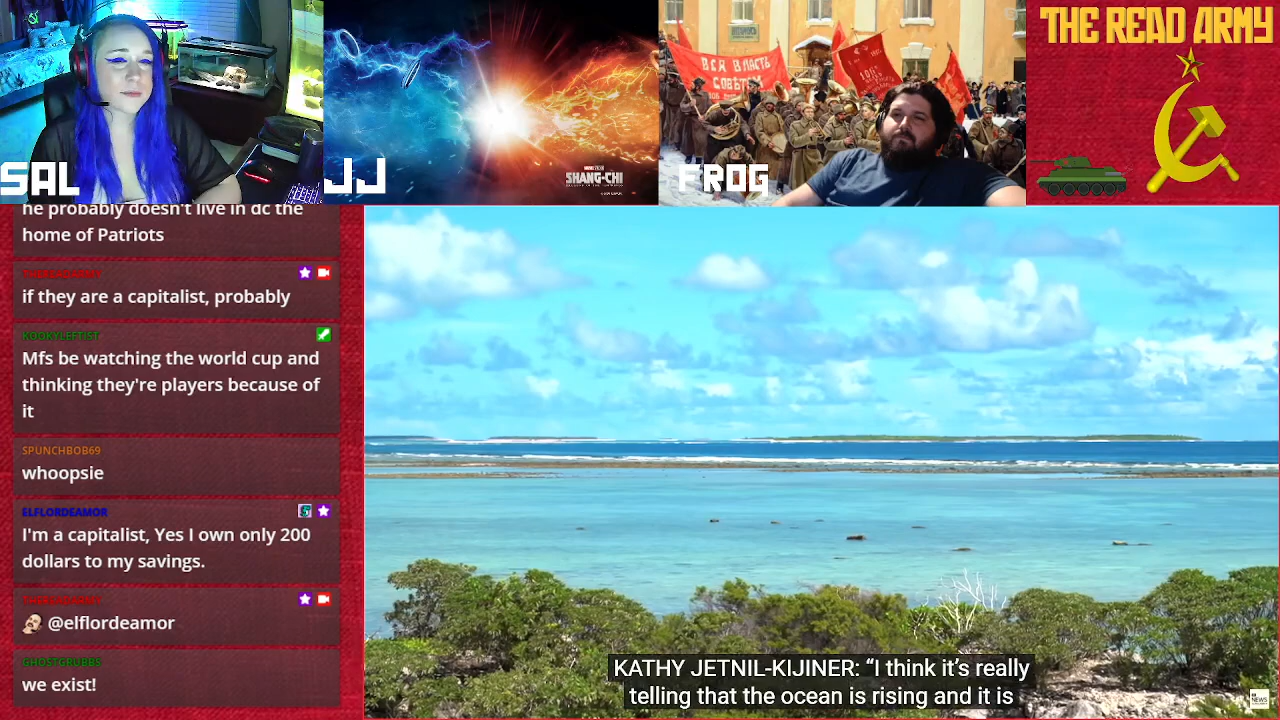 SAL
JJ
SHANG-CHI
FROG
ВСЯ ВЛАСТЬ
СОВЕТАМ
THE READ ARMY
he probably doesn't live in dc the
home of Patriots
THEREADARMY
if they are a capitalist, probably
KOOKYLEFTIST
Mfs be watching the world cup and
thinking they're players because of
it
SPUNCHBOB69
whoopsie
ELFLORDEAMOR
I'm a capitalist, Yes I own only 200
dollars to my savings.
THEREADARMY
@elflordeamor
GHOSTGRUBBS
we exist!
KATHY JETNIL-KIJINER: “I think it’s really
telling that the ocean is rising and it is
NEWS